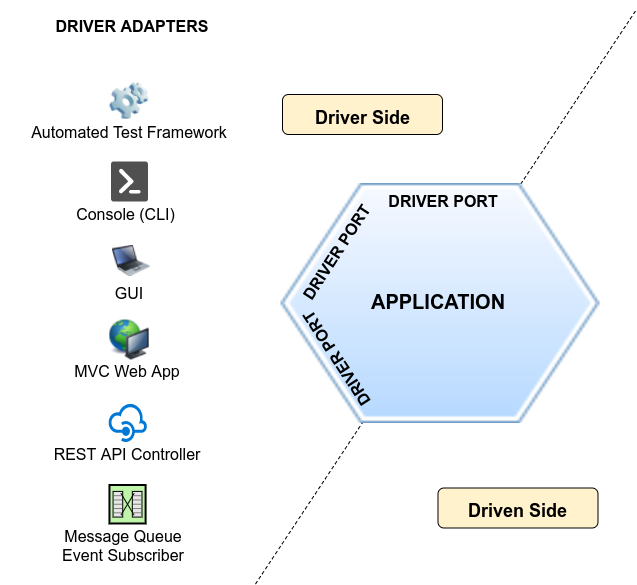 DRIVER ADAPTERS
Automated Test Framework
Console (CLI)
GUI
MVC Web App
REST API Controller
Message Queue
Event Subscriber
Driver Side
DRIVER PORT
DRIVER PORT
APPLICATION
DRIVER PORT
Driven Side